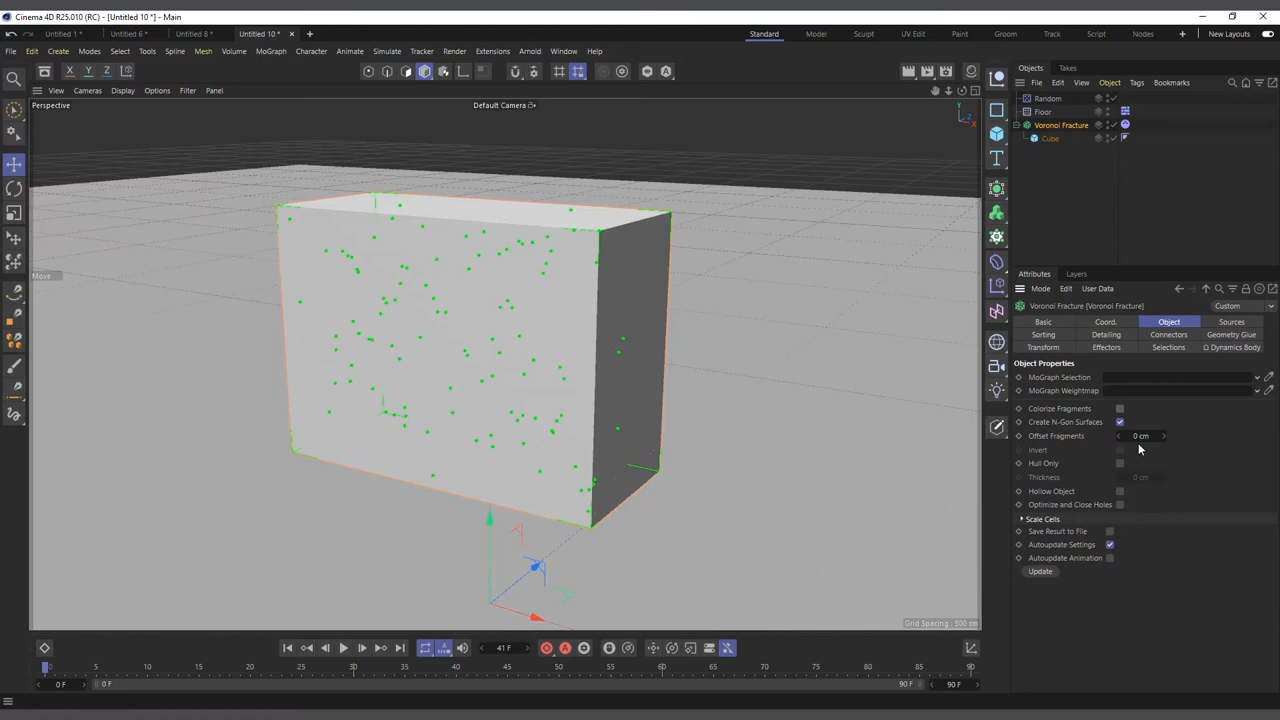 Cinema 4D R25.010 (RC) - [Untitled 10 *] - Main
Untitled 1 *
Untitled 6 *
Untitled 8 *
Untitled 10 *
Standard
Model
Sculpt
UV Edit
Paint
Groom
Track
Script
Nodes
New Layouts
File
Edit
Create
Modes
Select
Tools
Spline
Mesh
Volume
MoGraph
Character
Animate
Simulate
Tracker
Render
Extensions
Arnold
Window
Help
X
Y
Z
Objects
Takes
View
Cameras
Display
Options
Filter
Panel
File
Edit
View
Object
Tags
Bookmarks
Perspective
Default Camera
Y
Z
X
Random
Floor
Voronoi Fracture
Cube
Move
Attributes
Layers
Mode
Edit
User Data
Voronoi Fracture [Voronoi Fracture]
Custom
Basic
Coord.
Object
Sources
Sorting
Detailing
Connectors
Geometry Glue
Transform
Effectors
Selections
Dynamics Body
Object Properties
MoGraph Selection
MoGraph Weightmap
Colorize Fragments
Create N-Gon Surfaces
Offset Fragments
0 cm
Invert
Hull Only
Thickness
0 cm
Hollow Object
Optimize and Close Holes
Scale Cells
Save Result to File
Autoupdate Settings
Autoupdate Animation
Update
Grid Spacing : 500 cm
41 F
0
5
10
15
20
25
30
35
40
45
50
55
60
65
70
75
80
85
90
0 F
0 F
90 F
90 F